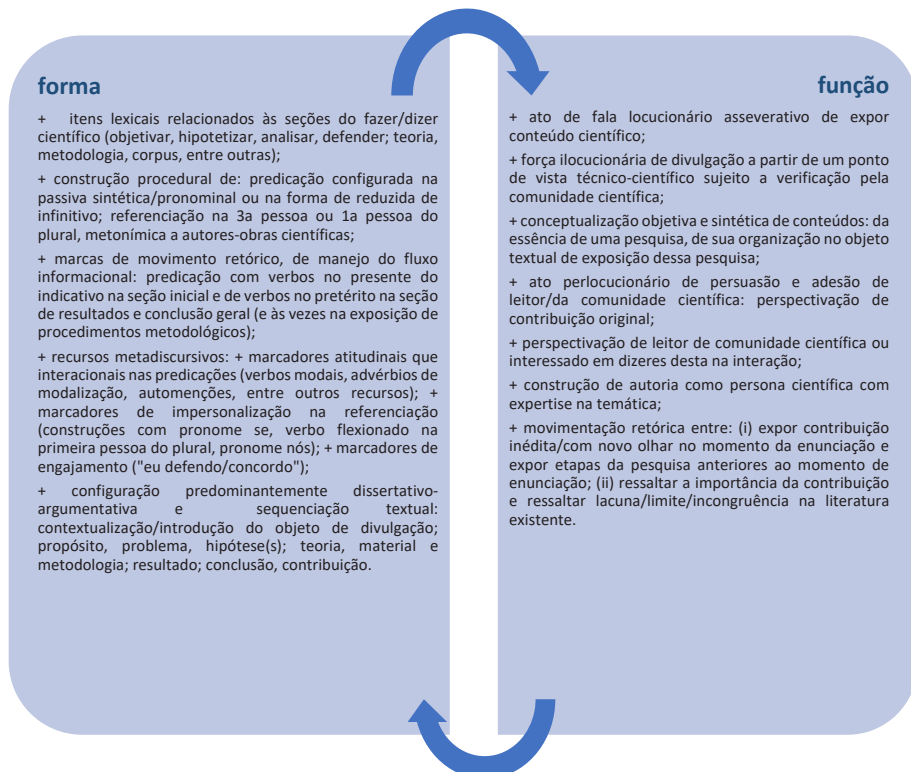 forma
+ itens lexicais relacionados às seções do fazer/dizer
científico (objetivar, hipotetizar, analisar, defender; teoria,
metodologia, corpus, entre outras);
+ construção procedural de: predicação configurada na
passiva sintética/pronominal ou na forma de reduzida de
infinitivo; referenciação na 3a pessoa ou 1a pessoa do
plural, metonímica a autores-obras científicas;
+ marcas de movimento retórico, de manejo do fluxo
informacional: predicação com verbos no presente do
indicativo na seção inicial e de verbos no pretérito na seção
de resultados e conclusão geral (e às vezes na exposição de
procedimentos metodológicos);
+ recursos metadiscursivos: + marcadores atitudinais que
interacionais nas predicações (verbos modais, advérbios de
modalização, automenções, entre outros recursos); +
marcadores de impersonalização na referenciação
(construções com pronome se, verbo flexionado na
primeira pessoa do plural, pronome nós); + marcadores de
engajamento ("eu defendo/concordo");
+ configuração predominantemente dissertativo-
argumentativa e sequenciação textual:
contextualização/introdução do objeto de divulgação;
propósito, problema, hipótese(s); teoria, material e
metodologia; resultado; conclusão, contribuição.
função
+ ato de fala locucionário asseverativo de expor
conteúdo científico;
+ força ilocucionária de divulgação a partir de um ponto
de vista técnico-científico sujeito a verificação pela
comunidade científica;
+ conceptualização objetiva e sintética de conteúdos: da
essência de uma pesquisa, de sua organização no objeto
textual de exposição dessa pesquisa;
+ ato perlocucionário de persuasão e adesão de
leitor/da comunidade científica: perspectivação de
contribuição original;
+ perspectivação de leitor de comunidade científica ou
interessado em dizeres desta na interação;
+ construção de autoria como persona científica com
expertise na temática;
+ movimentação retórica entre: (i) expor contribuição
inédita/com novo olhar no momento da enunciação e
expor etapas da pesquisa anteriores ao momento de
enunciação; (ii) ressaltar a importância da contribuição
e ressaltar lacuna/limite/incongruência na literatura
existente.